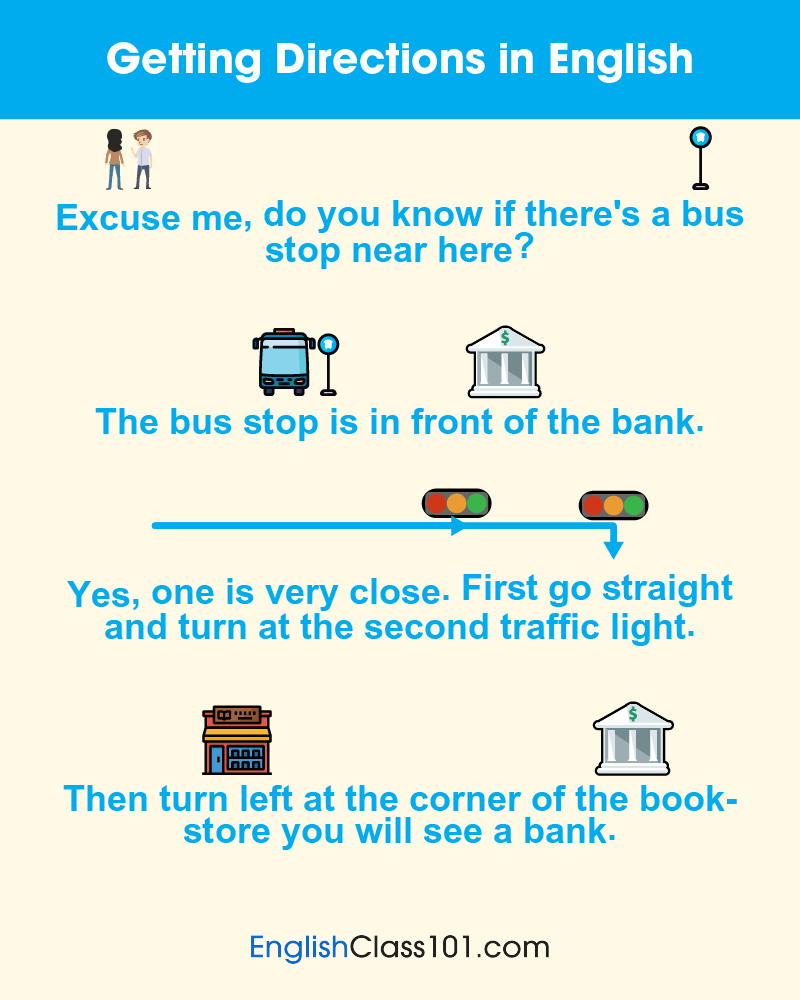 Getting Directions in English
Excuse me, do you know if there's a bus
stop near here?
The bus stop is in front of the bank.
Yes, one is very close. First go straight
and turn at the second traffic light.
Then turn left at the corner of the book-
store you will see a bank.
EnglishClass101.com